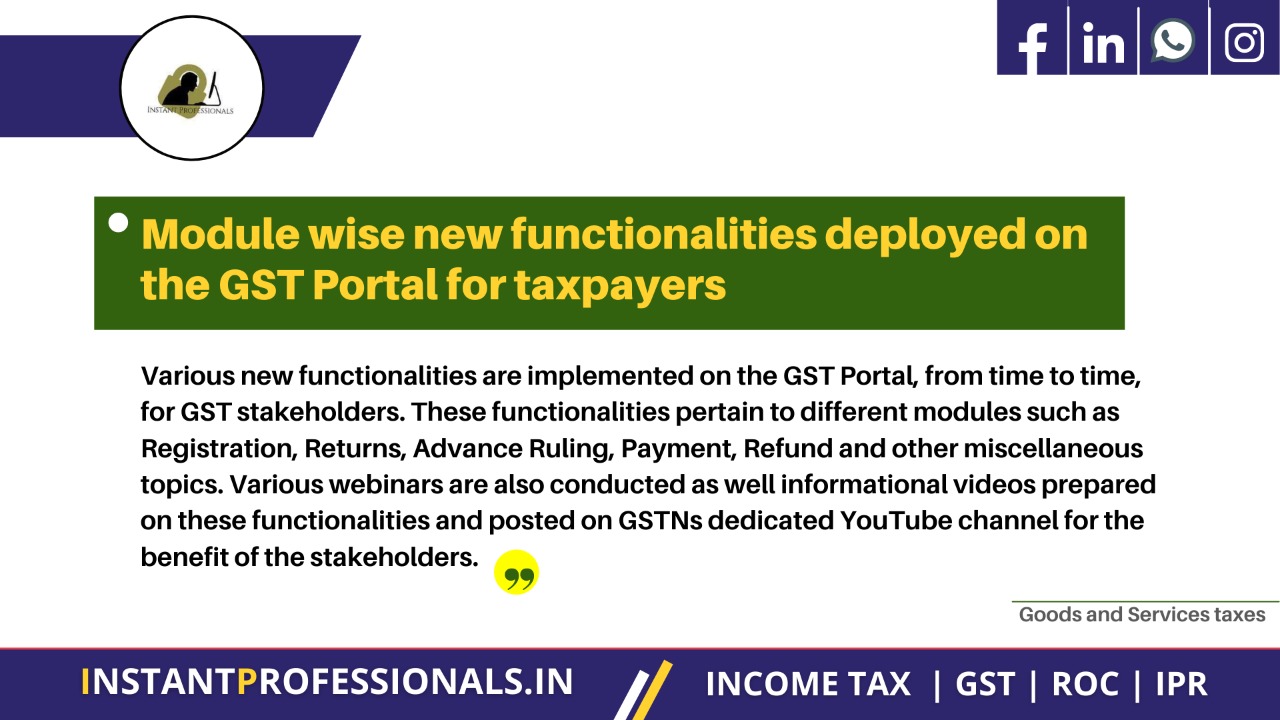 INSTANT PROFESSIONALS
Module wise new functionalities deployed on
the GST Portal for taxpayers
Various new functionalities are implemented on the GST Portal, from time to time,
for GST stakeholders. These functionalities pertain to different modules such as
Registration, Returns, Advance Ruling, Payment, Refund and other miscellaneous
topics. Various webinars are also conducted as well informational videos prepared
on these functionalities and posted on GSTNs dedicated YouTube channel for the
benefit of the stakeholders.
Goods and Services taxes
INSTANTPROFESSIONALS.IN
INCOME TAX | GST | ROC | IPR